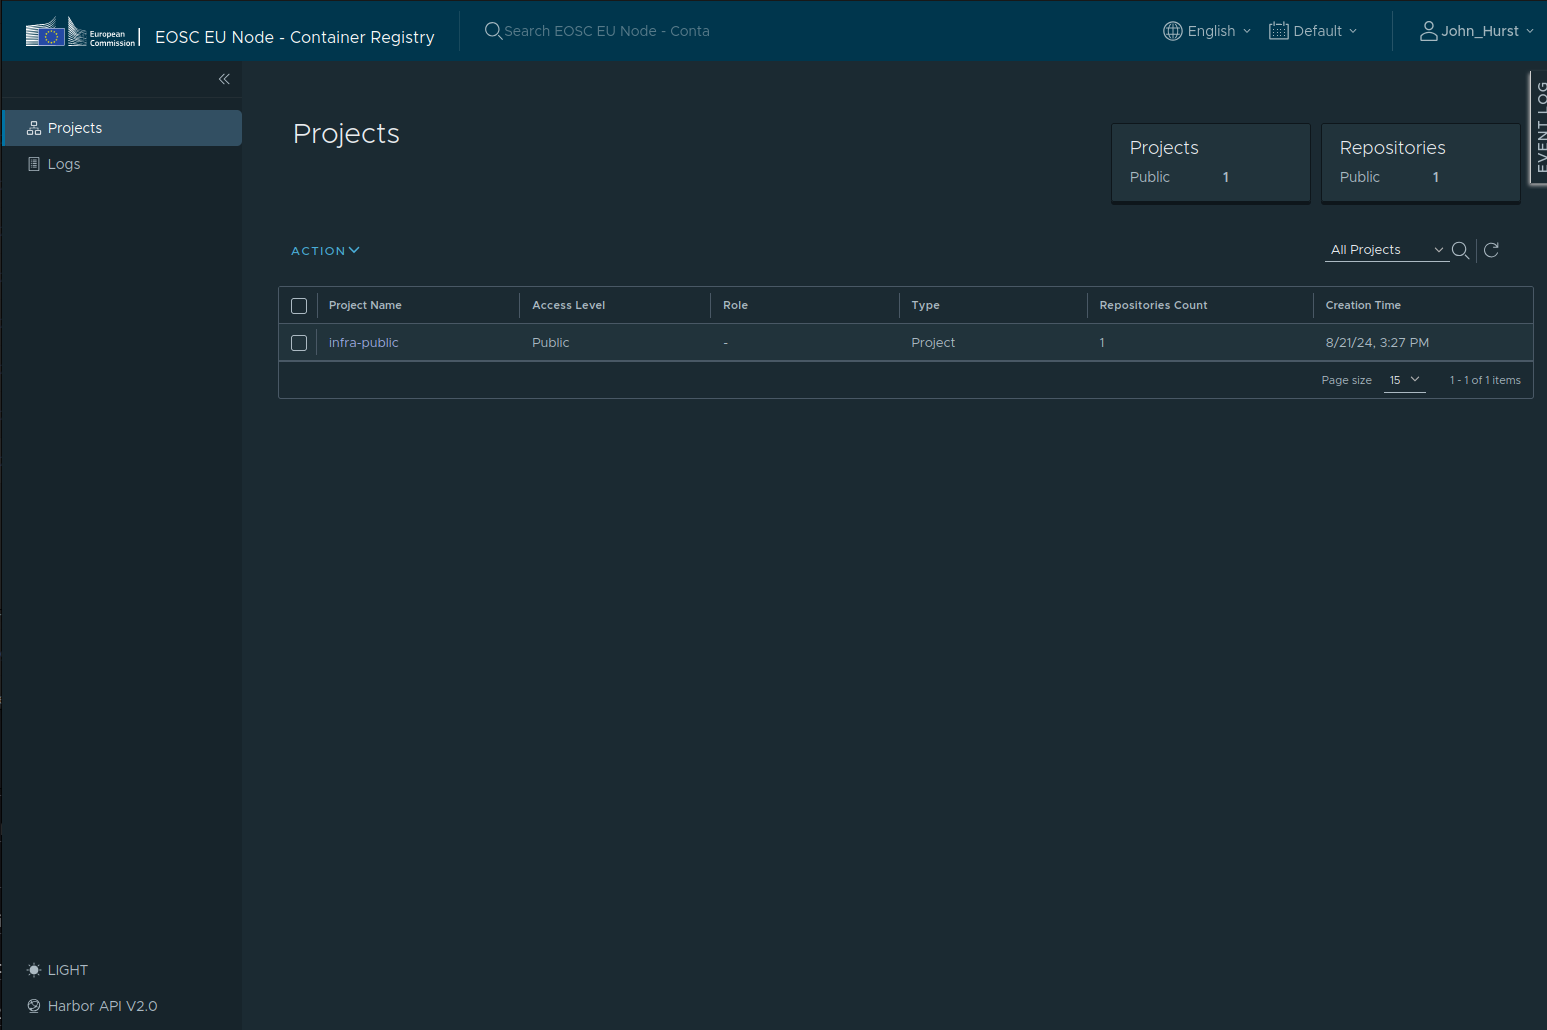 European
Commission
EOSC EU Node - Container Registry
Search EOSC EU Node - Conta
English
Default
John_Hurst
Projects
Logs
EVENT LOG
Projects
Projects
Public 1
Repositories
Public 1
ACTION
All Projects
Project Name Access Level Role Type Repositories Count Creation Time
infra-public Public - Project 1 8/21/24, 3:27 PM
Page size 15 1 - 1 of 1 items
LIGHT
Harbor API V2.0